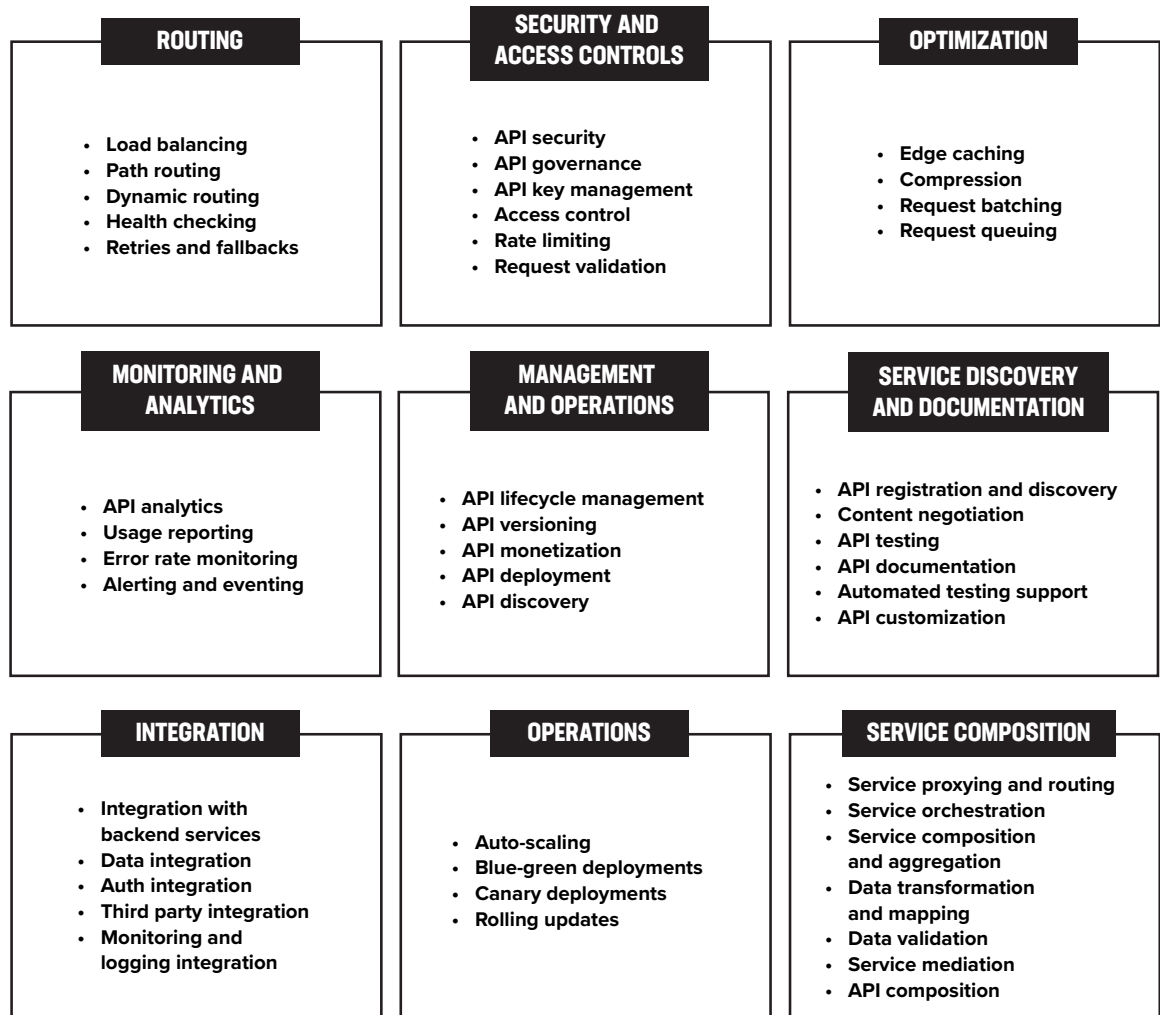 ROUTING
• Load balancing
• Path routing
• Dynamic routing
• Health checking
• Retries and fallbacks
SECURITY AND
ACCESS CONTROLS
• API security
• API governance
• API key management
• Access control
• Rate limiting
• Request validation
OPTIMIZATION
• Edge caching
• Compression
• Request batching
• Request queuing
MONITORING AND
ANALYTICS
• API analytics
• Usage reporting
• Error rate monitoring
• Alerting and eventing
MANAGEMENT
AND OPERATIONS
• API lifecycle management
• API versioning
• API monetization
• API deployment
• API discovery
SERVICE DISCOVERY
AND DOCUMENTATION
• API registration and discovery
• Content negotiation
• API testing
• API documentation
• Automated testing support
• API customization
INTEGRATION
• Integration with
backend services
• Data integration
• Auth integration
• Third party integration
• Monitoring and
logging integration
OPERATIONS
• Auto-scaling
• Blue-green deployments
• Canary deployments
• Rolling updates
SERVICE COMPOSITION
• Service proxying and routing
• Service orchestration
• Service composition
and aggregation
• Data transformation
and mapping
• Data validation
• Service mediation
• API composition